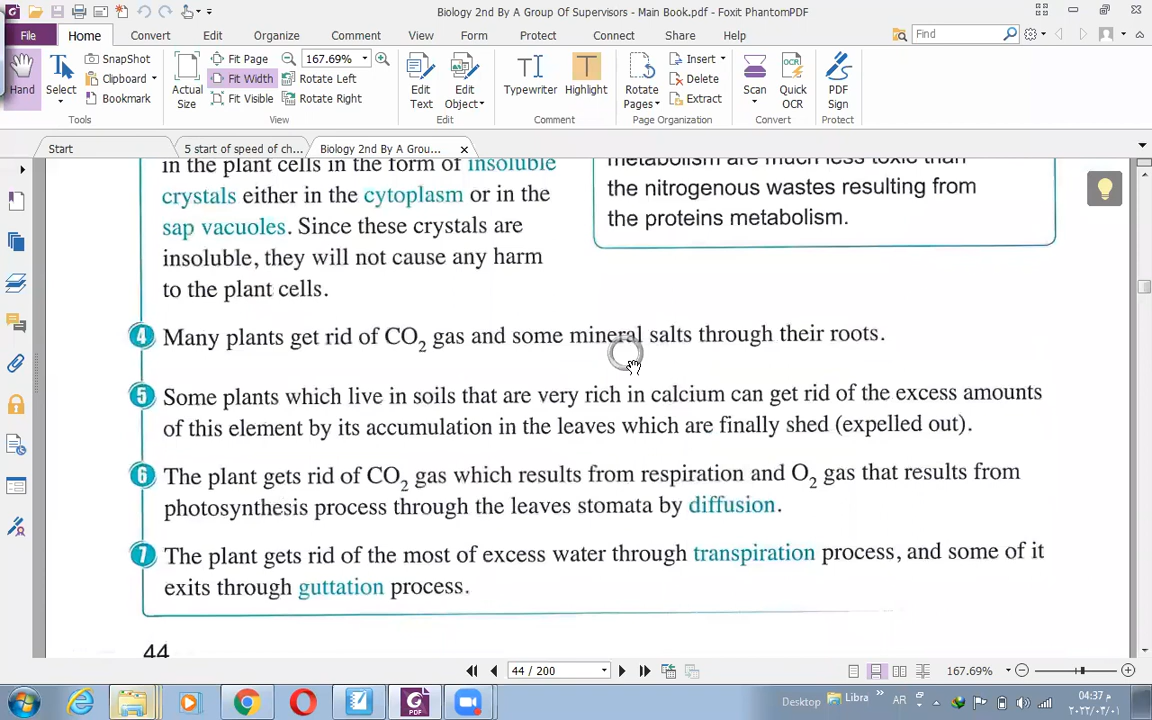 Biology 2nd By A Group Of Supervisors - Main Book.pdf - Foxit PhantomPDF
File Home Convert Edit Organize Comment View Form Protect Connect Share Help Find
SnapShot Fit Page 167.69% Insert
Clipboard Fit Width Rotate Left Delete
Bookmark Fit Visible Rotate Right Extract
Hand Select Actual Size Edit Text Edit Object Typewriter Highlight Rotate Pages Scan Quick OCR PDF Sign
Tools View Edit Comment Page Organization Convert Protect
Start 5 start of speed of ch... Biology 2nd By A Grou...
in the plant cells in the form of insoluble
crystals either in the cytoplasm or in the
sap vacuoles. Since these crystals are
insoluble, they will not cause any harm
to the plant cells.
metabolism are much less toxic than
the nitrogenous wastes resulting from
the proteins metabolism.
4 Many plants get rid of CO2 gas and some mineral salts through their roots.
5 Some plants which live in soils that are very rich in calcium can get rid of the excess amounts
of this element by its accumulation in the leaves which are finally shed (expelled out).
6 The plant gets rid of CO2 gas which results from respiration and O2 gas that results from
photosynthesis process through the leaves stomata by diffusion.
7 The plant gets rid of the most of excess water through transpiration process, and some of it
exits through guttation process.
44
44 / 200 167.69%
Desktop Libra AR 04:37 م
٢٠٢٢/٠٣/٠١